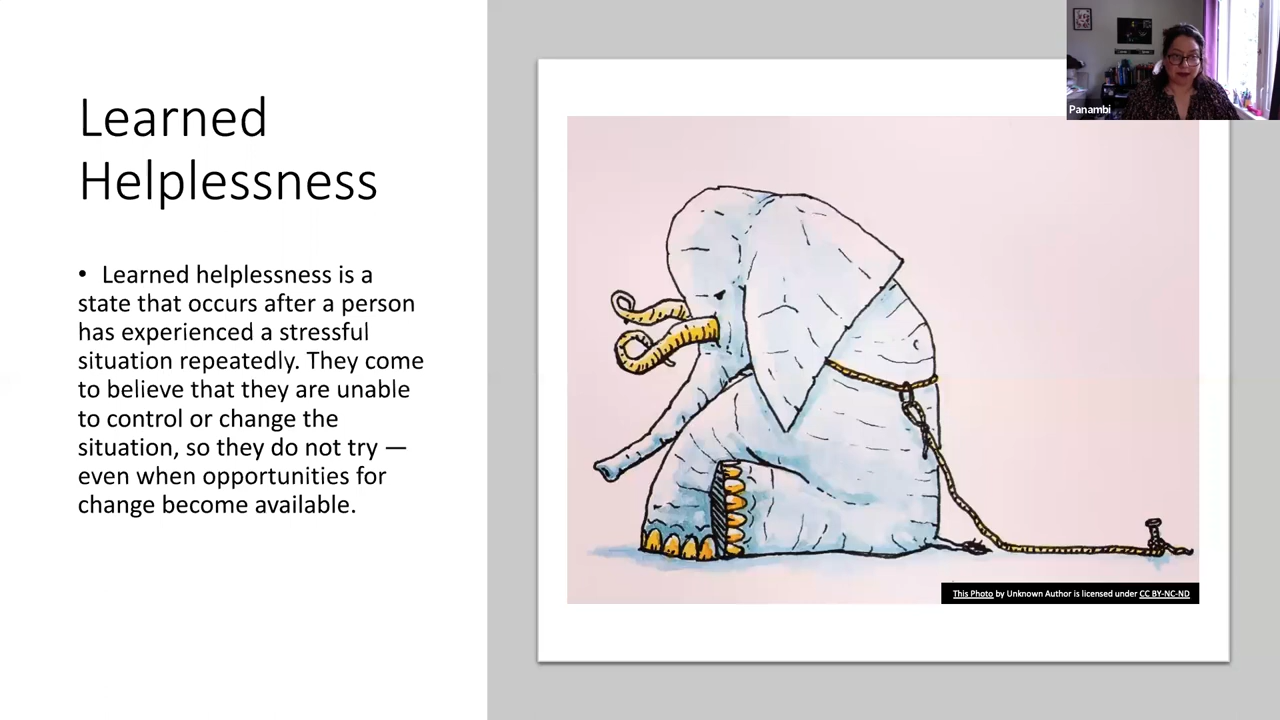 Learned
Helplessness
• Learned helplessness is a
state that occurs after a person
has experienced a stressful
situation repeatedly. They come
to believe that they are unable
to control or change the
situation, so they do not try —
even when opportunities for
change become available.
Panambi
This Photo by Unknown Author is licensed under CC BY-NC-ND